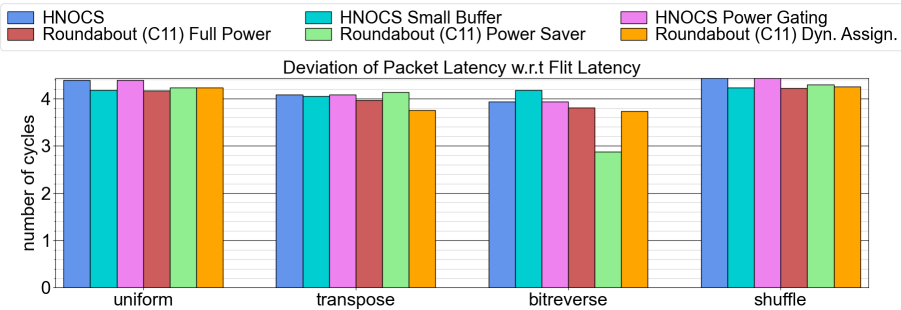 HNOCS
HNOCS Small Buffer
HNOCS Power Gating
Roundabout (C11) Full Power
Roundabout (C11) Power Saver
Roundabout (C11) Dyn. Assign.
Deviation of Packet Latency w.r.t Flit Latency
number of cycles
4
3
2
1
0
uniform
transpose
bitreverse
shuffle